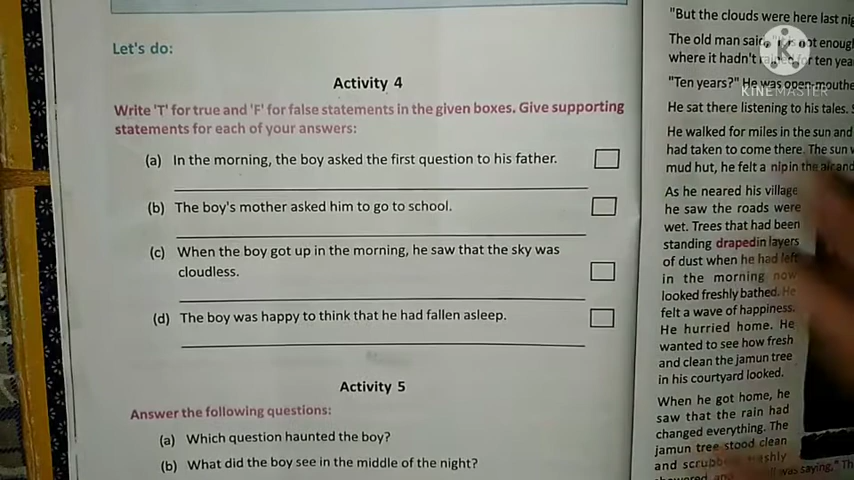 Let's do:
Activity 4
Write 'T' for true and 'F' for false statements in the given boxes. Give supporting
statements for each of your answers:
(a) In the morning, the boy asked the first question to his father.
(b) The boy's mother asked him to go to school.
(c) When the boy got up in the morning, he saw that the sky was
cloudless.
(d) The boy was happy to think that he had fallen asleep.
Activity 5
Answer the following questions:
(a) Which question haunted the boy?
(b) What did the boy see in the middle of the night?
"But the clouds were here last
The old man said, not enough
where it hadn't rained for ten
"Ten years?" He was
He sat there listening to his tales.
He walked for miles in the sun and
had taken to come there. The sun
mud hut, he felt a nip in the air and
As he neared his village
he saw the roads were
wet. Trees that had been
standing drapedin layers
of dust when he had left
in the morning now
looked freshly bathed. He
felt a wave of happiness.
He hurried home. He
wanted to see how fresh
and clean the jamun tree
in his courtyard looked.
When he got home, he
saw that the rain had
changed everything. The
jamun tree stood clean
and
was saying,"
KINEMASTER